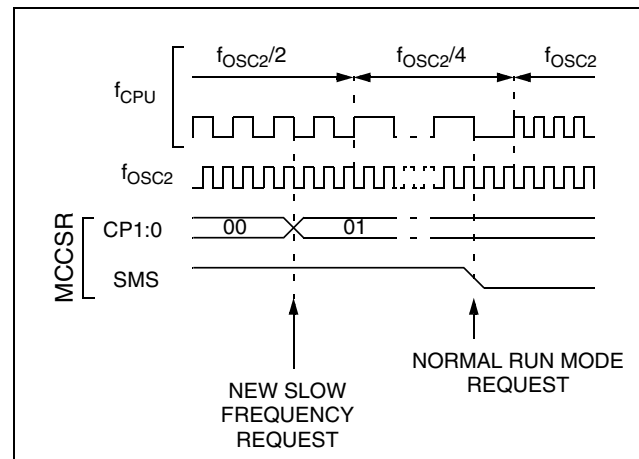 fOSC2/2 fOSC2/4 fOSC2
fCPU
fOSC2
MCCSR
CP1:0 00 01
SMS
NEW SLOW
FREQUENCY
REQUEST
NORMAL RUN MODE
REQUEST